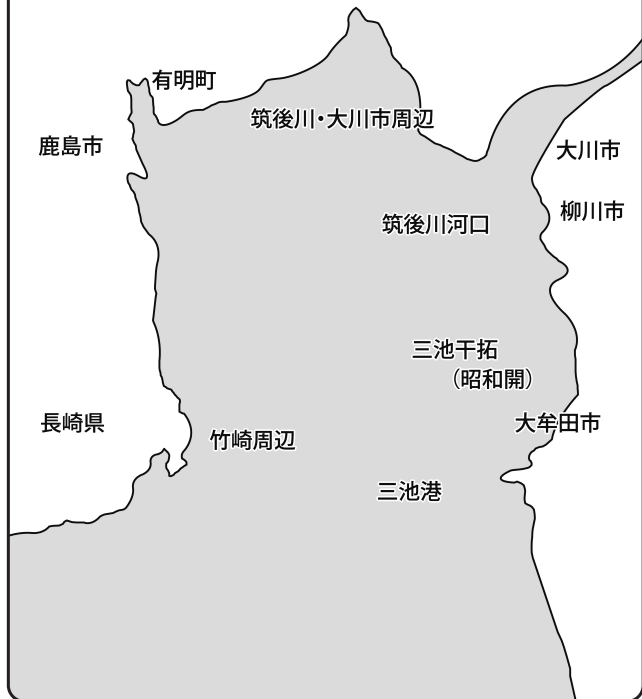 有明町
筑後川・大川市周辺
鹿島市
大川市
柳川市
筑後川河口
三池干拓
（昭和開）
長崎県
大牟田市
竹崎周辺
三池港